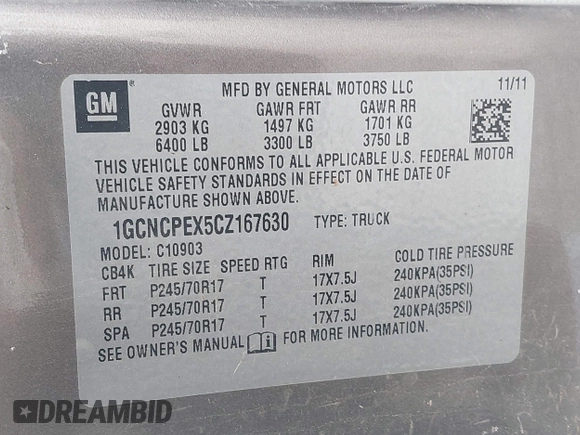 GM
MFD BY GENERAL MOTORS LLC 11/11
GVWR GAWR FRT GAWR RR
2903 KG 1497 KG 1701 KG
6400 LB 3300 LB 3750 LB
THIS VEHICLE CONFORMS TO ALL APPLICABLE U.S. FEDERAL MOTOR
VEHICLE SAFETY STANDARDS IN EFFECT ON THE DATE OF
MANUFACTURE SHOWN ABOVE.
1GCNCPEX5CZ167630 TYPE: TRUCK
MODEL: C10903
CB4K TIRE SIZE SPEED RTG RIM COLD TIRE PRESSURE
FRT P245/70R17 T 17X7.5J 240KPA(35PSI)
RR P245/70R17 T 17X7.5J 240KPA(35PSI)
SPA P245/70R17 T 17X7.5J 240KPA(35PSI)
SEE OWNER'S MANUAL FOR MORE INFORMATION.
DREAMBID